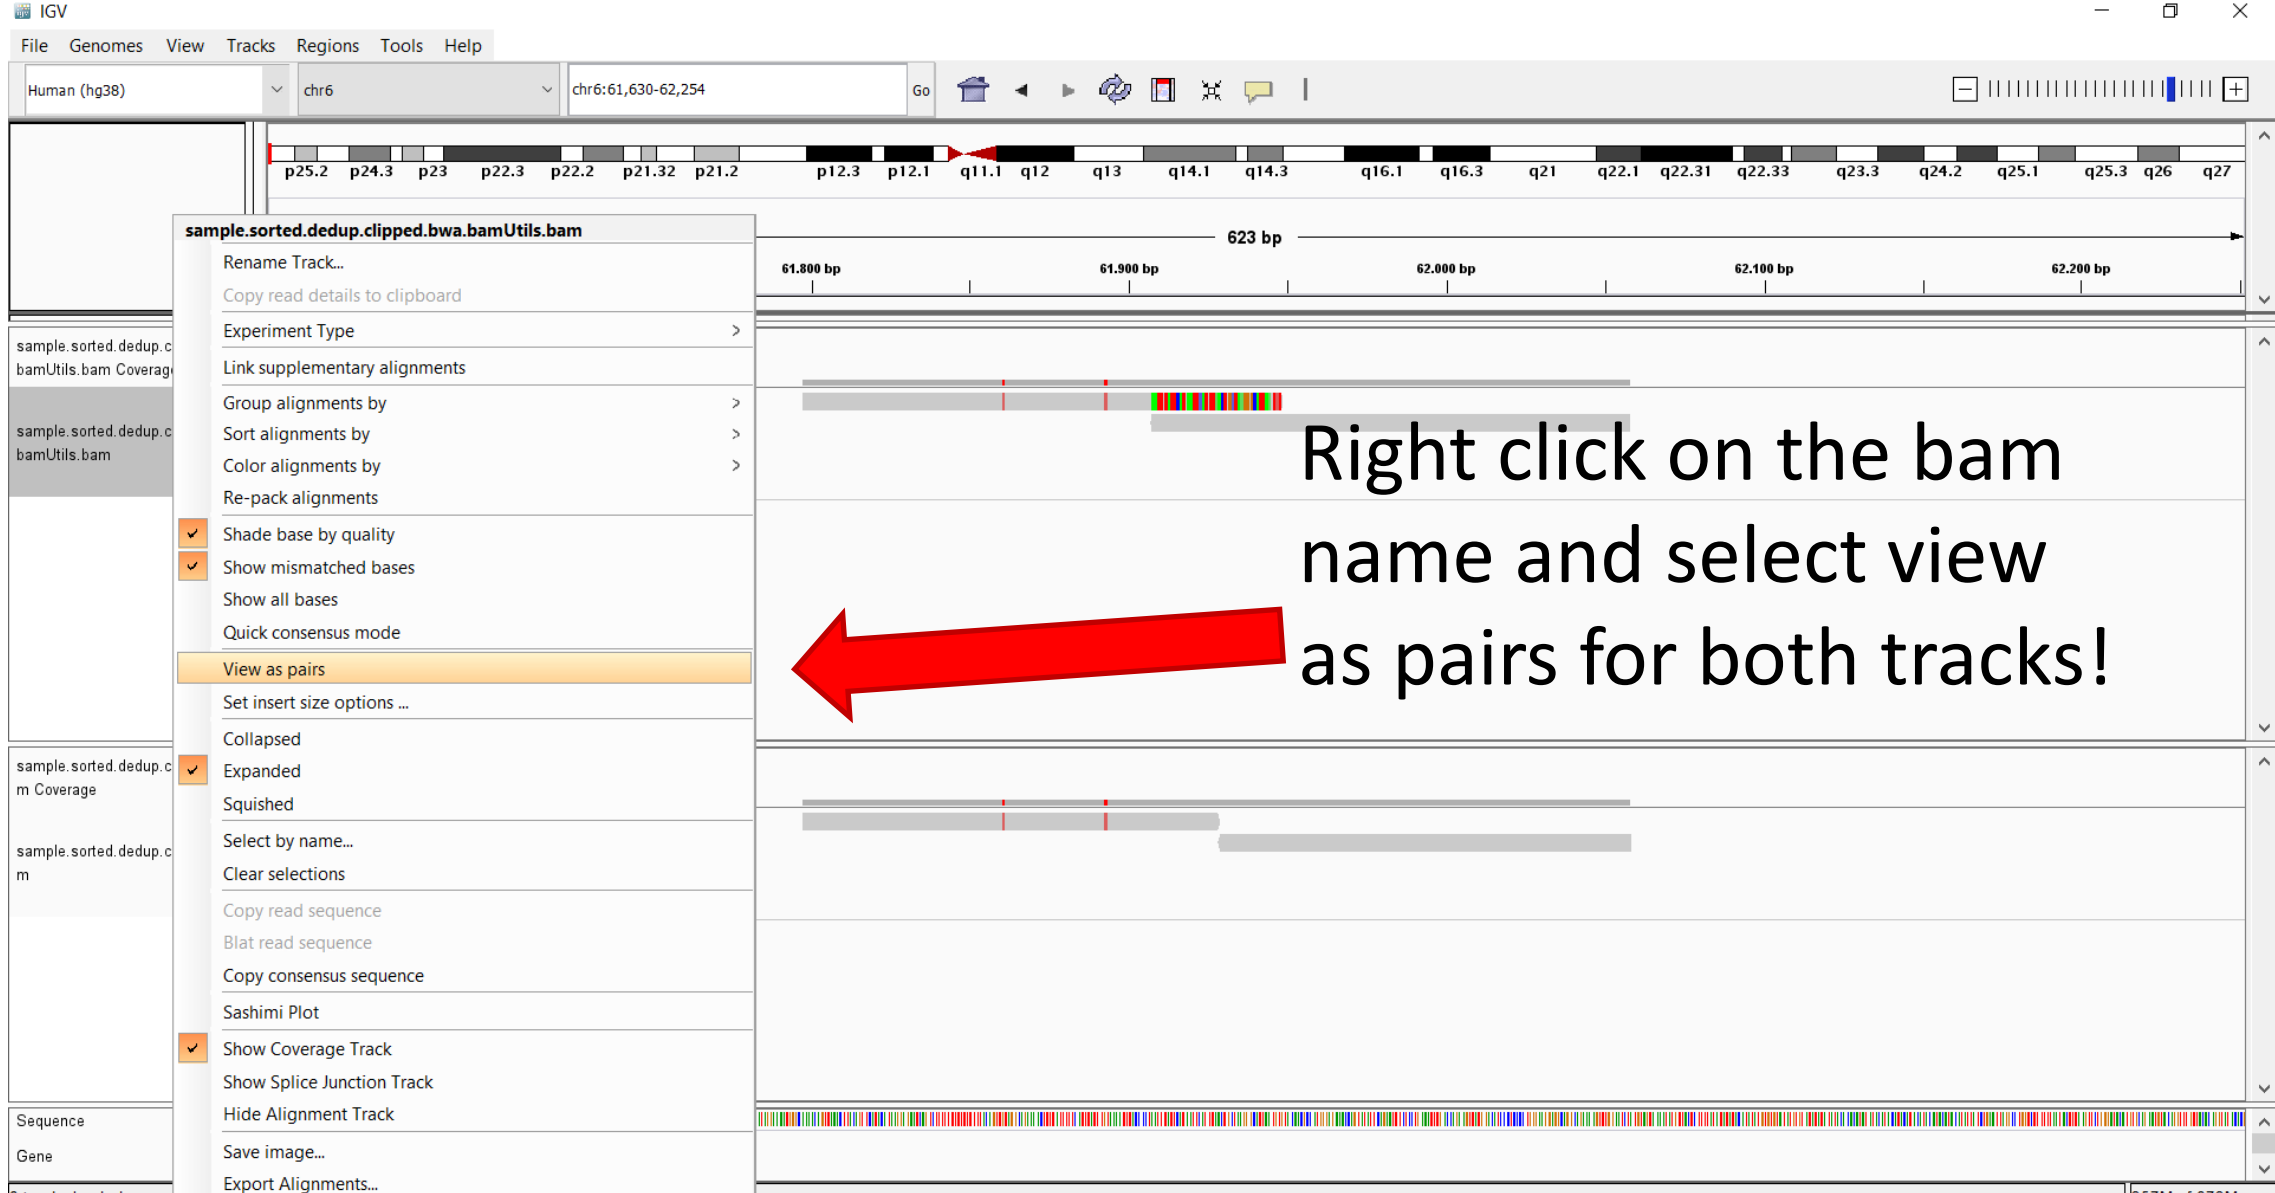 IGV
File Genomes View Tracks Regions Tools Help
Human (hg38) chr6 chr6:61,630-62,254 Go
p25.2 p24.3 p23 p22.3 p22.2 p21.32 p21.2 p12.3 p12.1 q11.1 q12 q13 q14.1 q14.3 q16.1 q16.3 q21 q22.1 q22.31 q22.33 q23.3 q24.2 q25.1 q25.3 q26 q27
623 bp
61.800 bp 61.900 bp 62.000 bp 62.100 bp 62.200 bp
sample.sorted.dedup.clipped.bwa.bamUtils.bam
Rename Track...
Copy read details to clipboard
Experiment Type >
Link supplementary alignments
Group alignments by >
Sort alignments by >
Color alignments by >
Re-pack alignments
Shade base by quality
Show mismatched bases
Show all bases
Quick consensus mode
View as pairs
Set insert size options ...
Collapsed
Expanded
Squished
Select by name...
Clear selections
Copy read sequence
Blat read sequence
Copy consensus sequence
Sashimi Plot
Show Coverage Track
Show Splice Junction Track
Hide Alignment Track
Save image...
Export Alignments...
sample.sorted.dedup.c
bamUtils.bam Coverag
sample.sorted.dedup.c
bamUtils.bam
sample.sorted.dedup.c
m Coverage
sample.sorted.dedup.c
m
Sequence
Gene
Right click on the bam
name and select view
as pairs for both tracks!